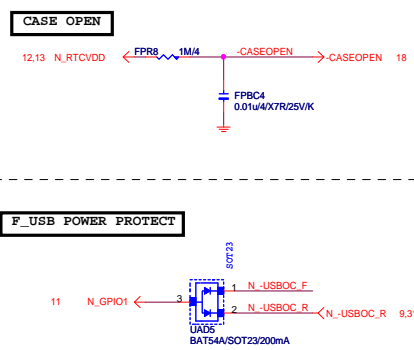 CASE OPEN
12,13 N_RTCVDD FPR8 1M/4 -CASEOPEN -CASEOPEN 18
FPBC4
0.01u/4/X7R/25V/K
F_USB POWER PROTECT
SOT23
1 N_-USBOC_F
11 N_GPIO1 3
2 N_-USBOC_R N_-USBOC_R 9,31
UAD5
BAT54A/SOT23/200mA